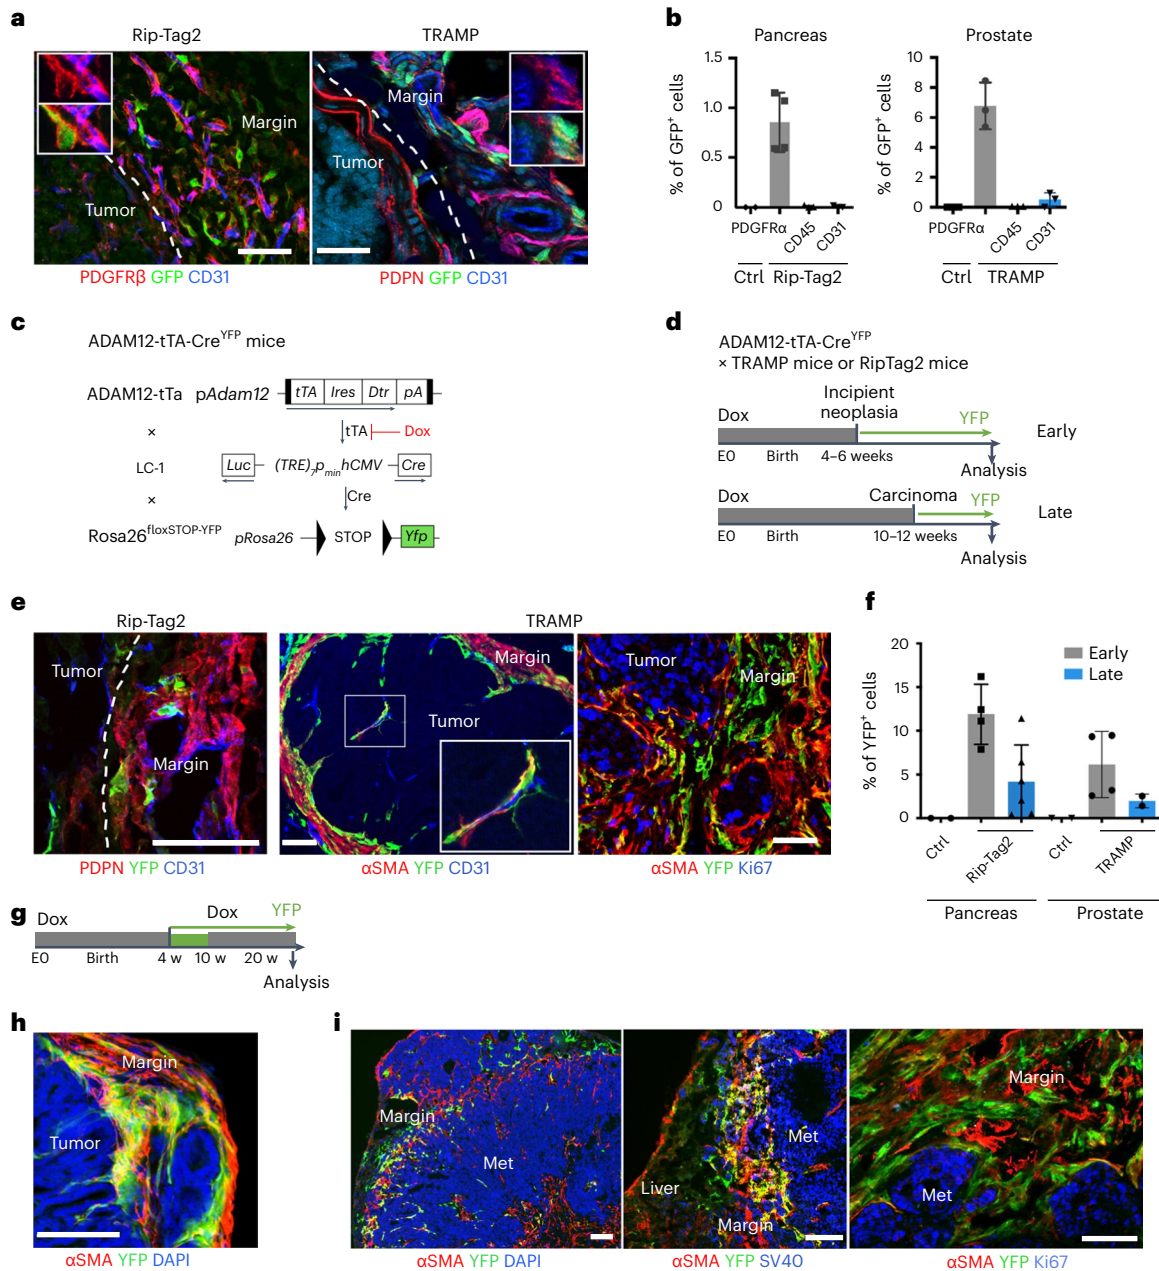 a
Rip-Tag2
TRAMP
Margin
Tumor
Margin
Tumor
PDGFRβ GFP CD31
PDPN GFP CD31
b
Pancreas
Prostate
% of GFP+ cells
1.5
1.0
0.5
0
PDGFRα
CD45
CD31
Ctrl
Rip-Tag2
% of GFP+ cells
10
8
6
4
2
0
PDGFRα
CD45
CD31
Ctrl
TRAMP
c
ADAM12-tTA-CreYFP mice
ADAM12-tTa pAdam12 tTA Ires Dtr pA
× tTA Dox
LC-1 Luc (TRE)7pminhCMV Cre
× Cre
Rosa26floxSTOP-YFP pRosa26 STOP Yfp
d
ADAM12-tTA-CreYFP
× TRAMP mice or RipTag2 mice
Incipient
neoplasia
Dox YFP
Early
E0 Birth 4–6 weeks
Analysis
Dox Carcinoma YFP
Late
E0 Birth 10–12 weeks
Analysis
e
Rip-Tag2
TRAMP
Tumor
Margin
Margin
Tumor
Tumor
Margin
PDPN YFP CD31
αSMA YFP CD31
αSMA YFP Ki67
f
% of YFP+ cells
20
15
10
5
0
Early
Late
Ctrl
Rip-Tag2
Ctrl
TRAMP
Pancreas
Prostate
g
Dox Dox YFP
E0 Birth 4 w 10 w 20 w
Analysis
h
Margin
Tumor
αSMA YFP DAPI
i
Margin
Met
Met
Liver
Margin
Margin
Met
αSMA YFP DAPI
αSMA YFP SV40
αSMA YFP Ki67